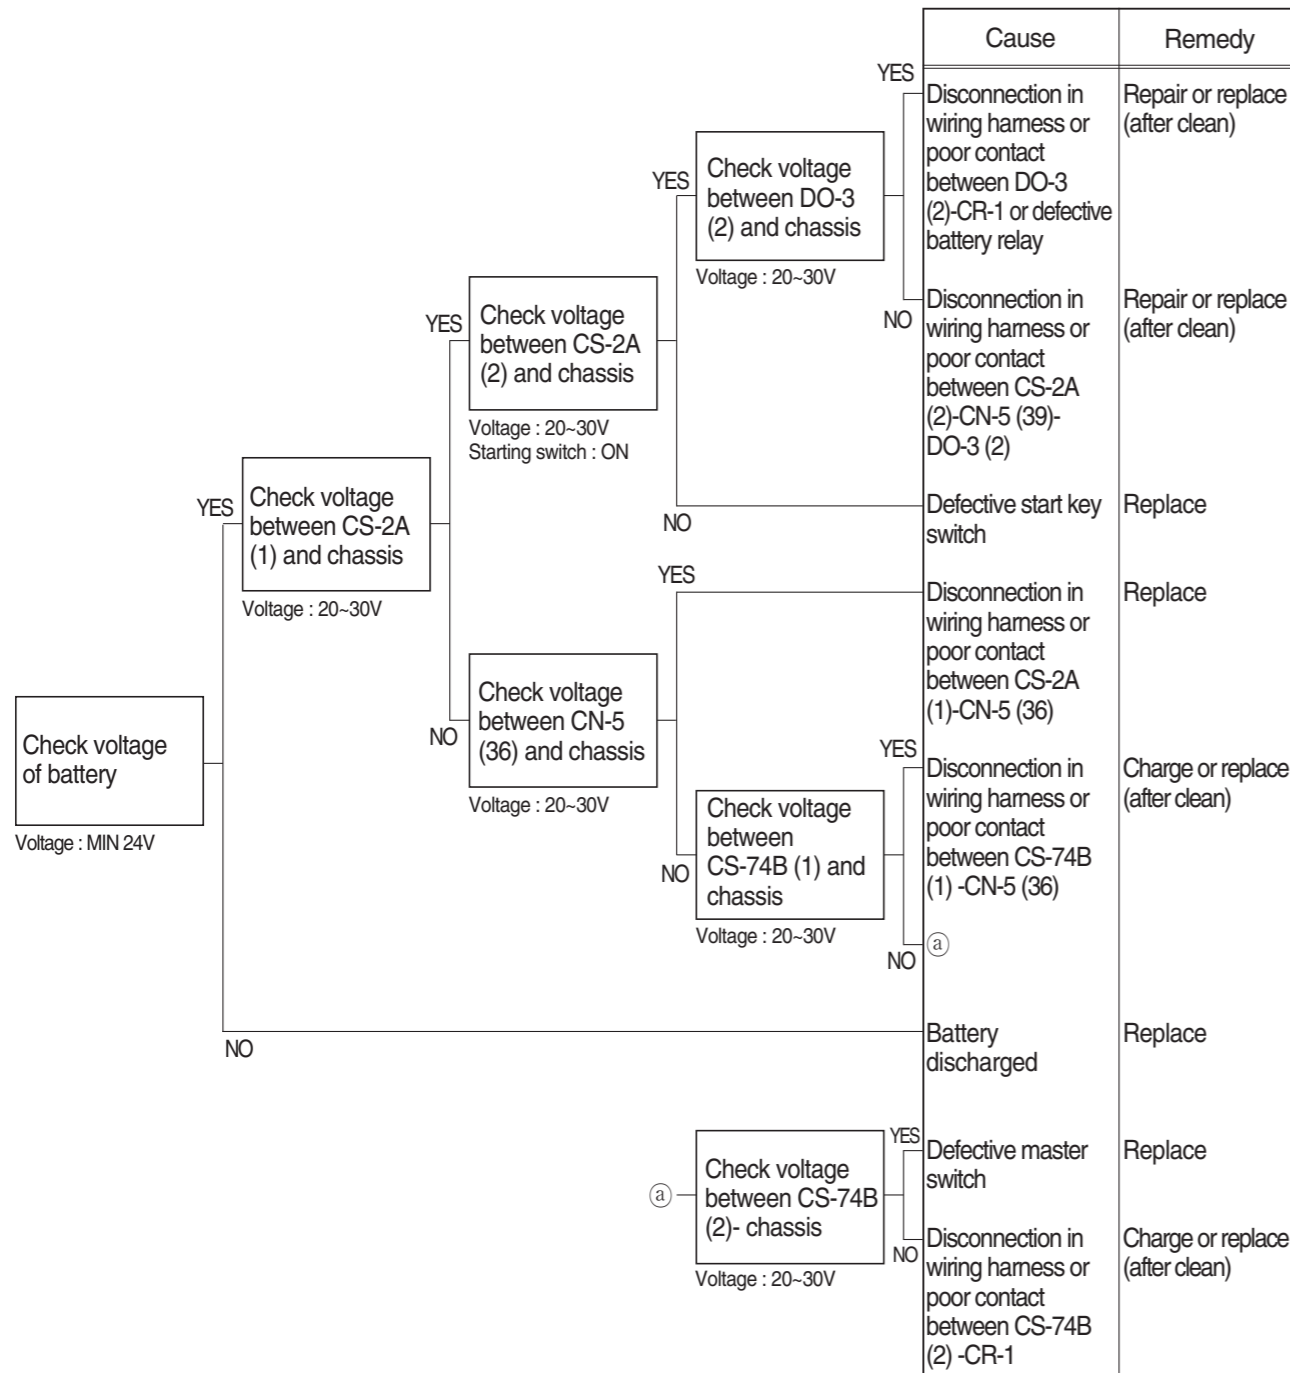 Cause
Remedy
YES
Disconnection in
wiring harness or
poor contact
between DO-3
(2)-CR-1 or defective
battery relay
Repair or replace
(after clean)
YES
Check voltage
between DO-3
(2) and chassis
Voltage : 20~30V
NO
Disconnection in
wiring harness or
poor contact
between CS-2A
(2)-CN-5 (39)-
DO-3 (2)
Repair or replace
(after clean)
YES
Check voltage
between CS-2A
(2) and chassis
Voltage : 20~30V
Starting switch : ON
NO
Defective start key
switch
Replace
YES
Check voltage
between CS-2A
(1) and chassis
Voltage : 20~30V
YES
Disconnection in
wiring harness or
poor contact
between CS-2A
(1)-CN-5 (36)
Replace
NO
Check voltage
between CN-5
(36) and chassis
Voltage : 20~30V
Check voltage
of battery
Voltage : MIN 24V
YES
Disconnection in
wiring harness or
poor contact
between CS-74B
(1) -CN-5 (36)
Charge or replace
(after clean)
NO
Check voltage
between
CS-74B (1) and
chassis
Voltage : 20~30V
NO
ⓐ
NO
Battery
discharged
Replace
ⓐ
Check voltage
between CS-74B
(2)- chassis
Voltage : 20~30V
YES
Defective master
switch
Replace
NO
Disconnection in
wiring harness or
poor contact
between CS-74B
(2) -CR-1
Charge or replace
(after clean)